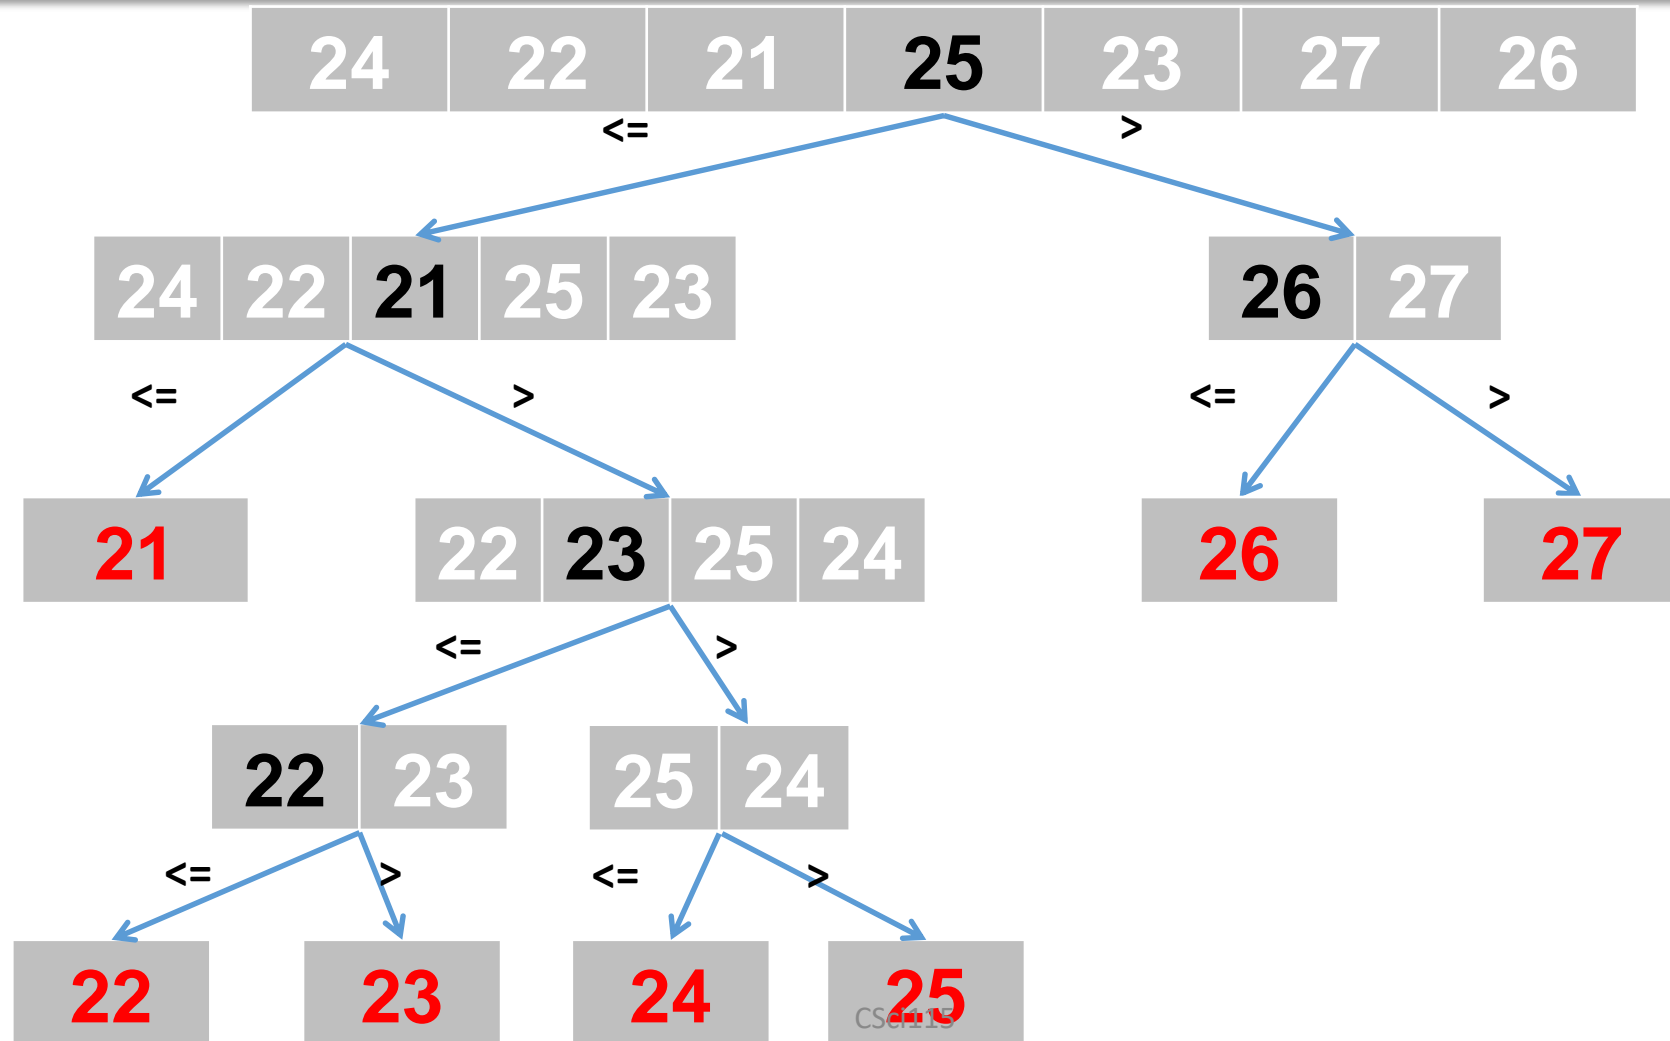 24 22 21 25 23 27 26
<= >
24 22 21 25 23 26 27
<= > <= >
21 22 23 25 24 26 27
<= >
22 23 25 24
<= > <= >
22 23 24 25
CSci115